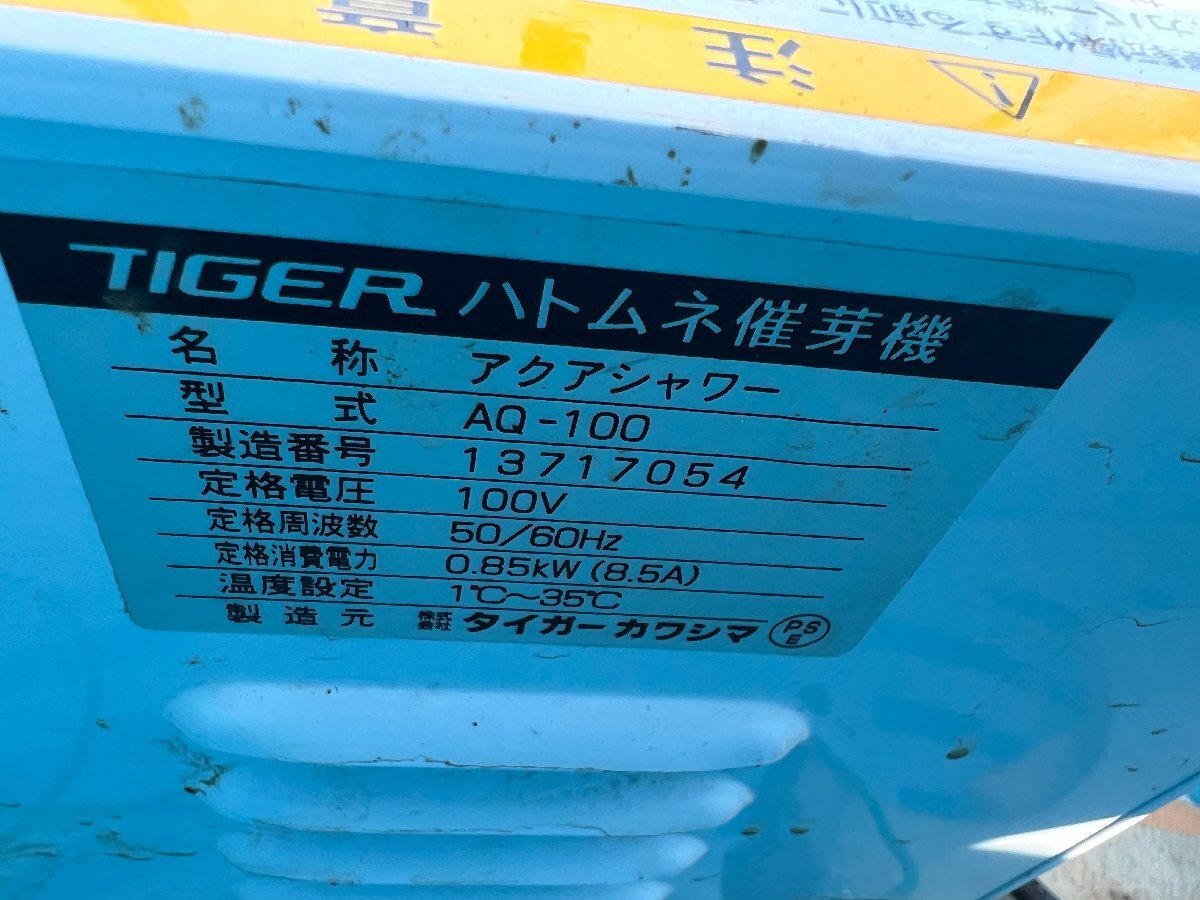 注意
TIGER ハトムネ催芽機
名称 アクアシャワー
型式 AQ-100
製造番号 13717054
定格電圧 100V
定格周波数 50/60Hz
定格消費電力 0.85kW (8.5A)
温度設定 1℃~35℃
製造元 株式会社 タイガーカワシマ PSE